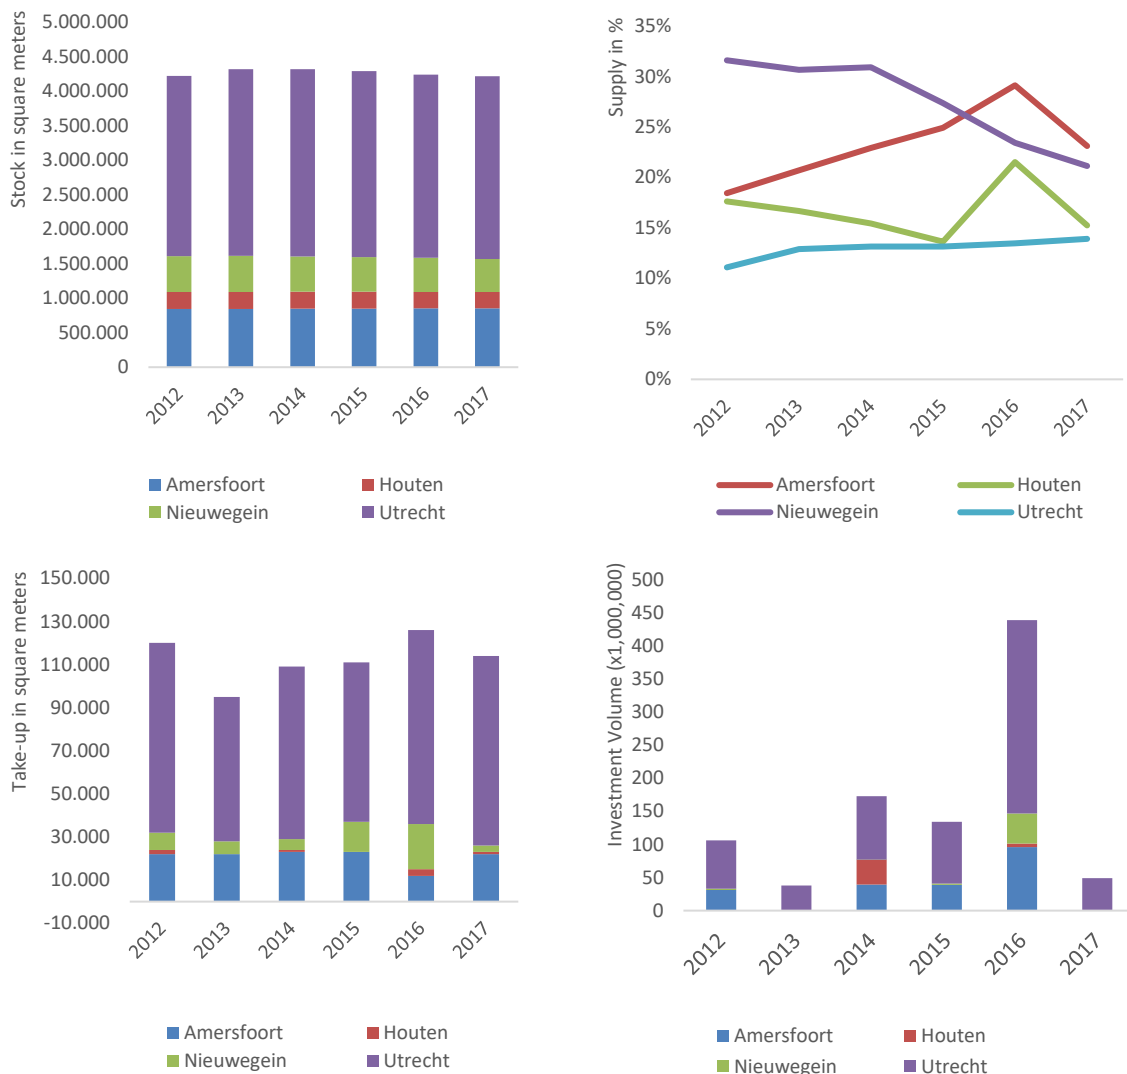 Stock in square meters
5.000.000
4.500.000
4.000.000
3.500.000
3.000.000
2.500.000
2.000.000
1.500.000
1.000.000
500.000
0
2012 2013 2014 2015 2016 2017
Amersfoort Houten
Nieuwegein Utrecht
Supply in %
35%
30%
25%
20%
15%
10%
5%
0%
2012 2013 2014 2015 2016 2017
Amersfoort Houten
Nieuwegein Utrecht
Take-up in square meters
150.000
130.000
110.000
90.000
70.000
50.000
30.000
10.000
-10.000
2012 2013 2014 2015 2016 2017
Amersfoort Houten
Nieuwegein Utrecht
Investment Volume (x1,000,000)
500
450
400
350
300
250
200
150
100
50
0
2012 2013 2014 2015 2016 2017
Amersfoort Houten
Nieuwegein Utrecht